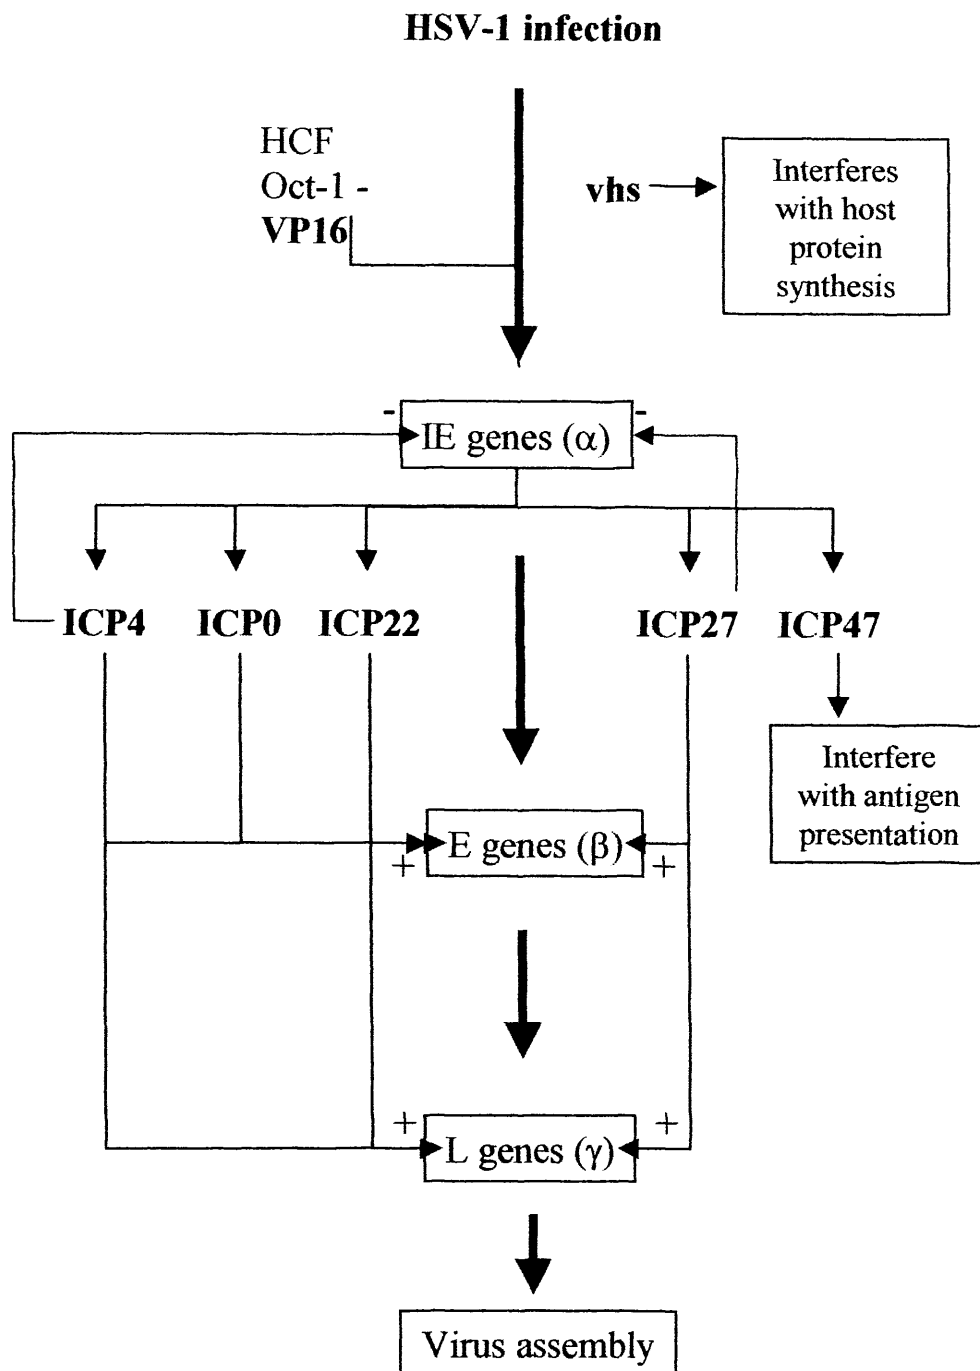 HSV-1 infection
HCF
Oct-1 -
VP16
vhs
Interferes
with host
protein
synthesis
- -
IE genes (α)
ICP4 ICP0 ICP22 ICP27 ICP47
Interfere
with antigen
presentation
E genes (β)
+ +
+ +
L genes (γ)
Virus assembly